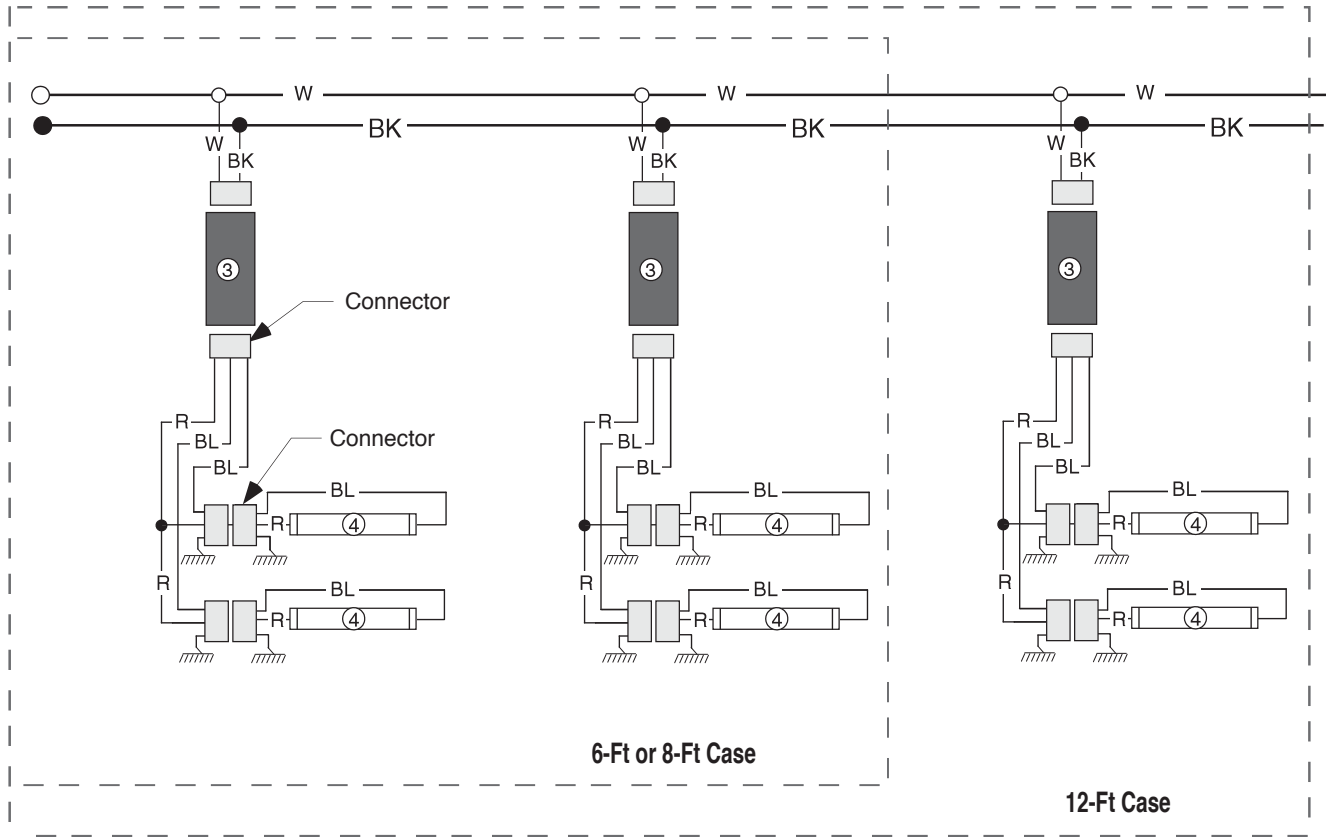 W W W
BK BK BK
W BK W BK W BK
3 3 3
Connector
R R R
BL BL BL
Connector
BL BL BL
BL BL BL
R 4 R 4 R 4
R R R
BL BL BL
R 4 R 4 R 4
6-Ft or 8-Ft Case
12-Ft Case